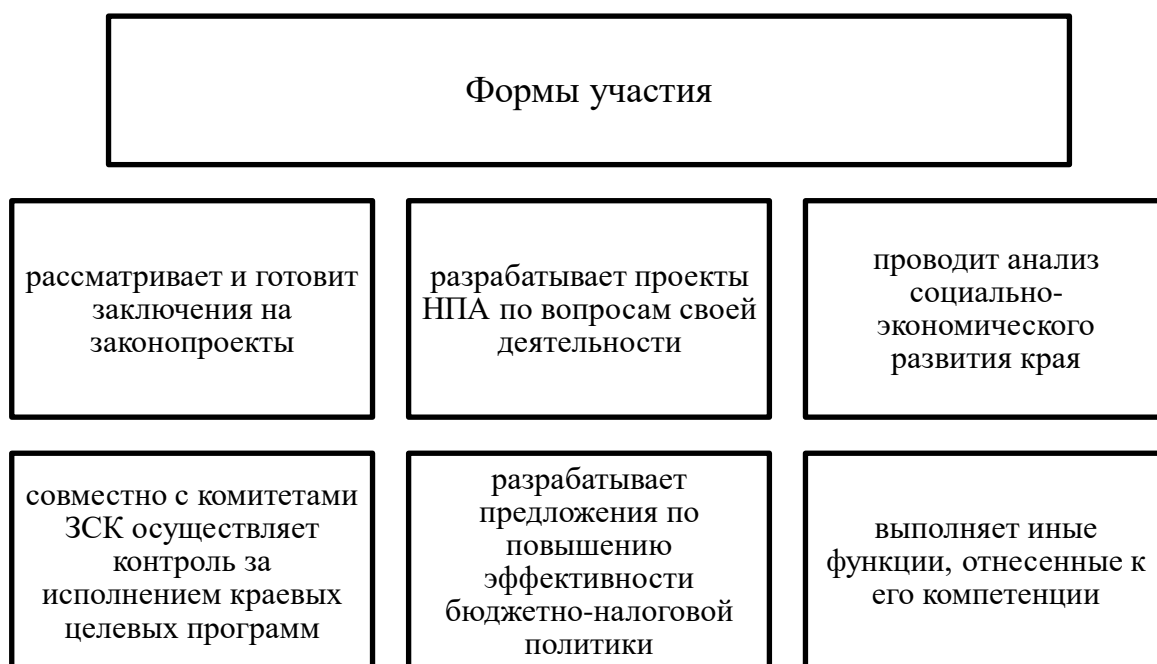 Формы участия
рассматривает и готовит
заключения на
законопроекты
разрабатывает проекты
НПА по вопросам своей
деятельности
проводит анализ
социально-
экономического
развития края
совместно с комитетами
ЗСК осуществляет
контроль за
исполнением краевых
целевых программ
разрабатывает
предложения по
повышению
эффективности
бюджетно-налоговой
политики
выполняет иные
функции, отнесенные к
его компетенции